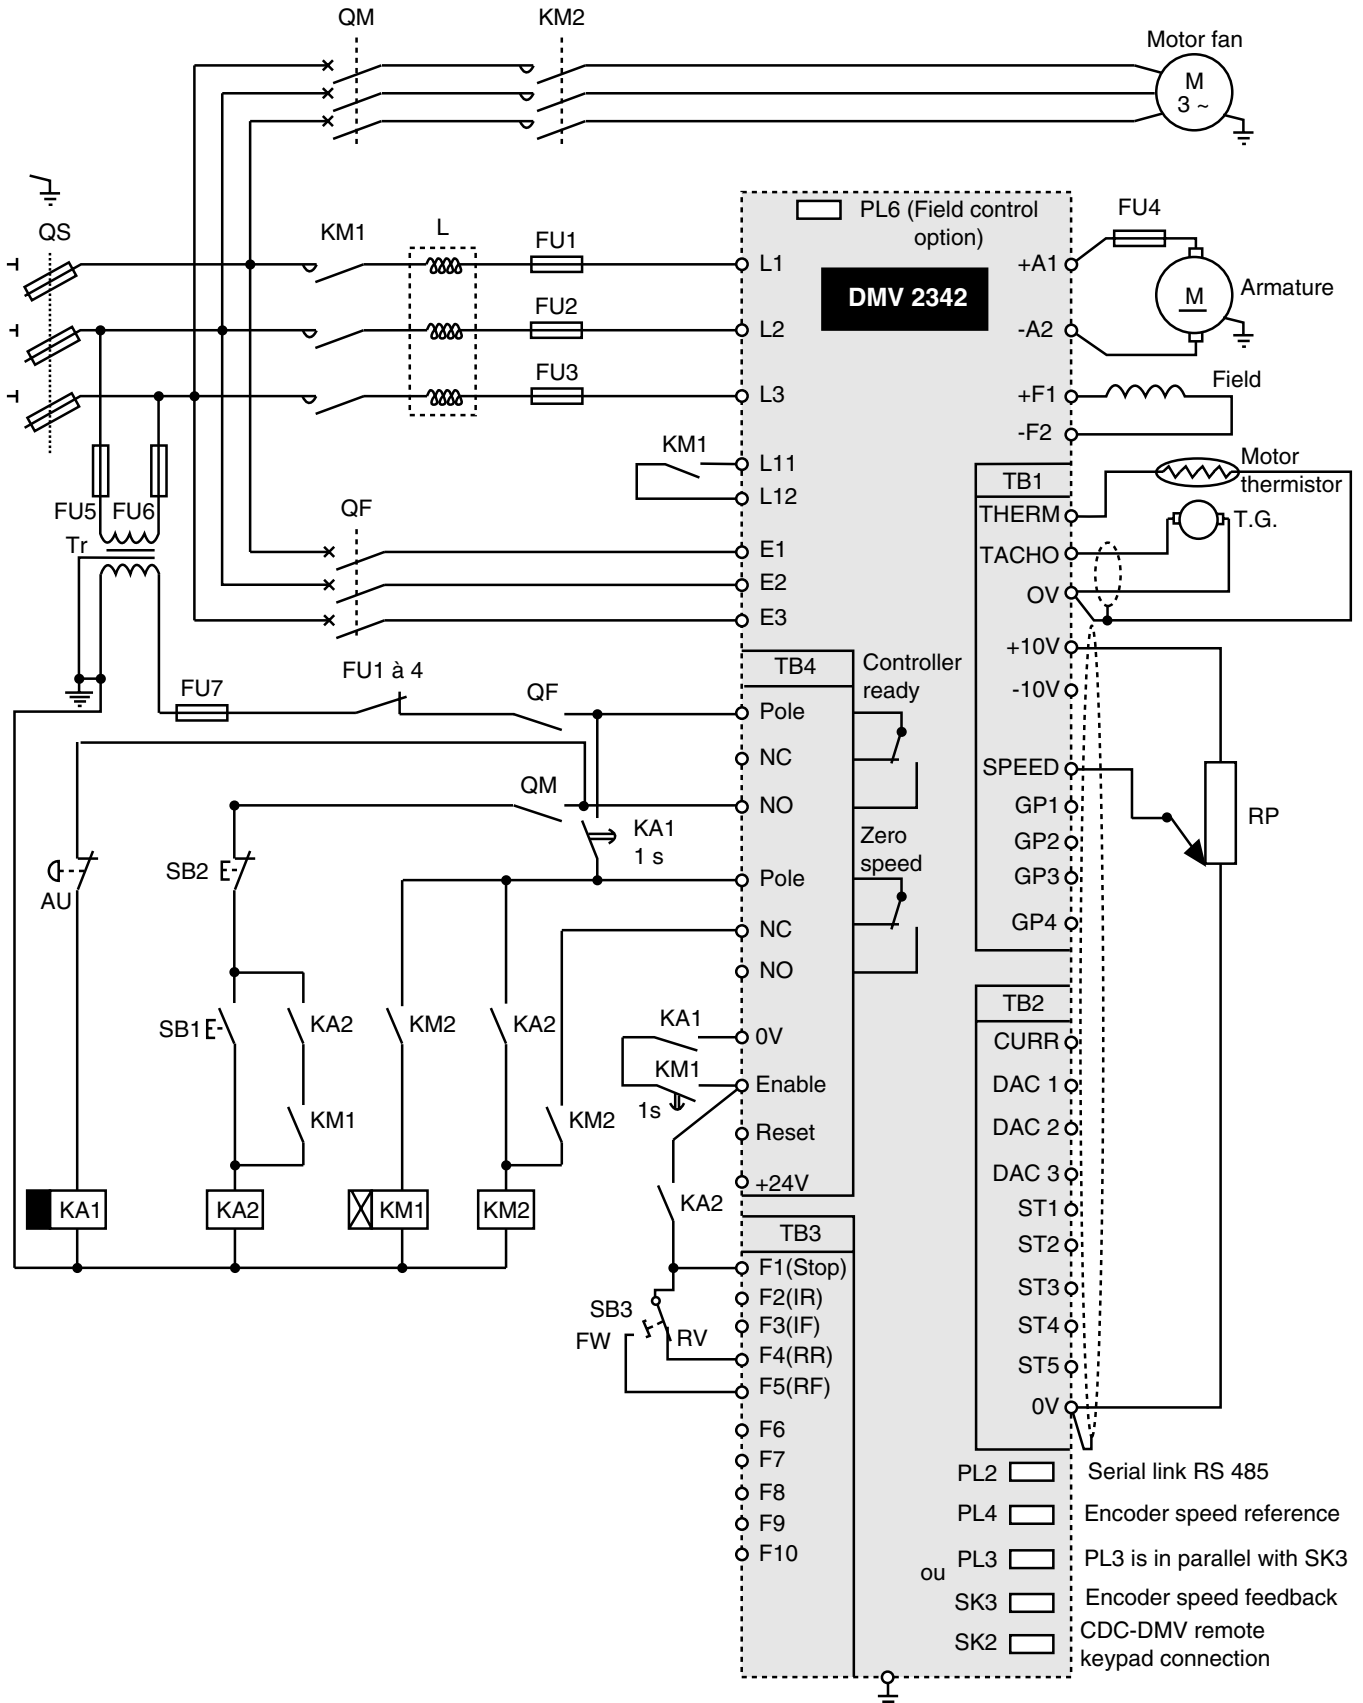 QM
KM2
Motor fan
M
3 ~
QS
KM1
L
FU1
FU2
FU3
PL6 (Field control
option)
DMV 2342
L1
L2
L3
+A1
-A2
FU4
M
Armature
+F1
-F2
Field
KM1
L11
L12
TB1
THERM
TACHO
OV
+10V
-10V
SPEED
GP1
GP2
GP3
GP4
Motor
thermistor
T.G.
RP
FU5
FU6
Tr
QF
E1
E2
E3
FU7
FU1 à 4
QF
TB4
Controller
ready
Pole
NC
NO
QM
KA1
1 s
Zero
speed
Pole
NC
NO
AU
SB2
SB1
KA2
KM1
KM2
KA2
KM2
KA1
KM1
1s
0V
Enable
Reset
+24V
KA2
KA1
KA2
KM1
KM2
TB3
F1(Stop)
F2(IR)
F3(IF)
F4(RR)
F5(RF)
F6
F7
F8
F9
F10
SB3
FW
RV
TB2
CURR
DAC 1
DAC 2
DAC 3
ST1
ST2
ST3
ST4
ST5
0V
PL2
Serial link RS 485
PL4
Encoder speed reference
PL3
PL3 is in parallel with SK3
ou
SK3
Encoder speed feedback
SK2
CDC-DMV remote
keypad connection